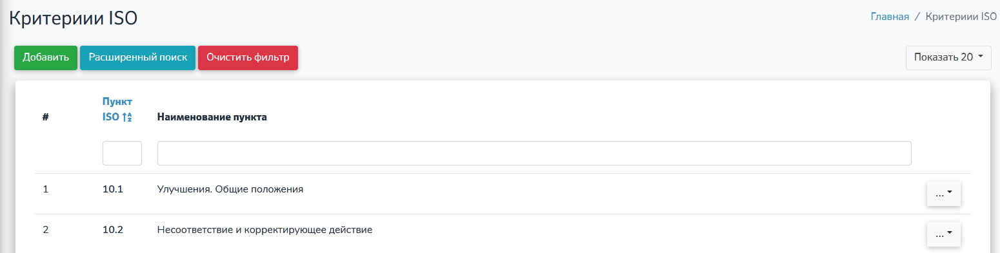 Критериии ISO
Главная / Критериии ISO
Добавить Расширенный поиск Очистить фильтр Показать 20
# Пункт
ISO Наименование пункта
1 10.1 Улучшения. Общие положения ...
2 10.2 Несоответствие и корректирующее действие ...